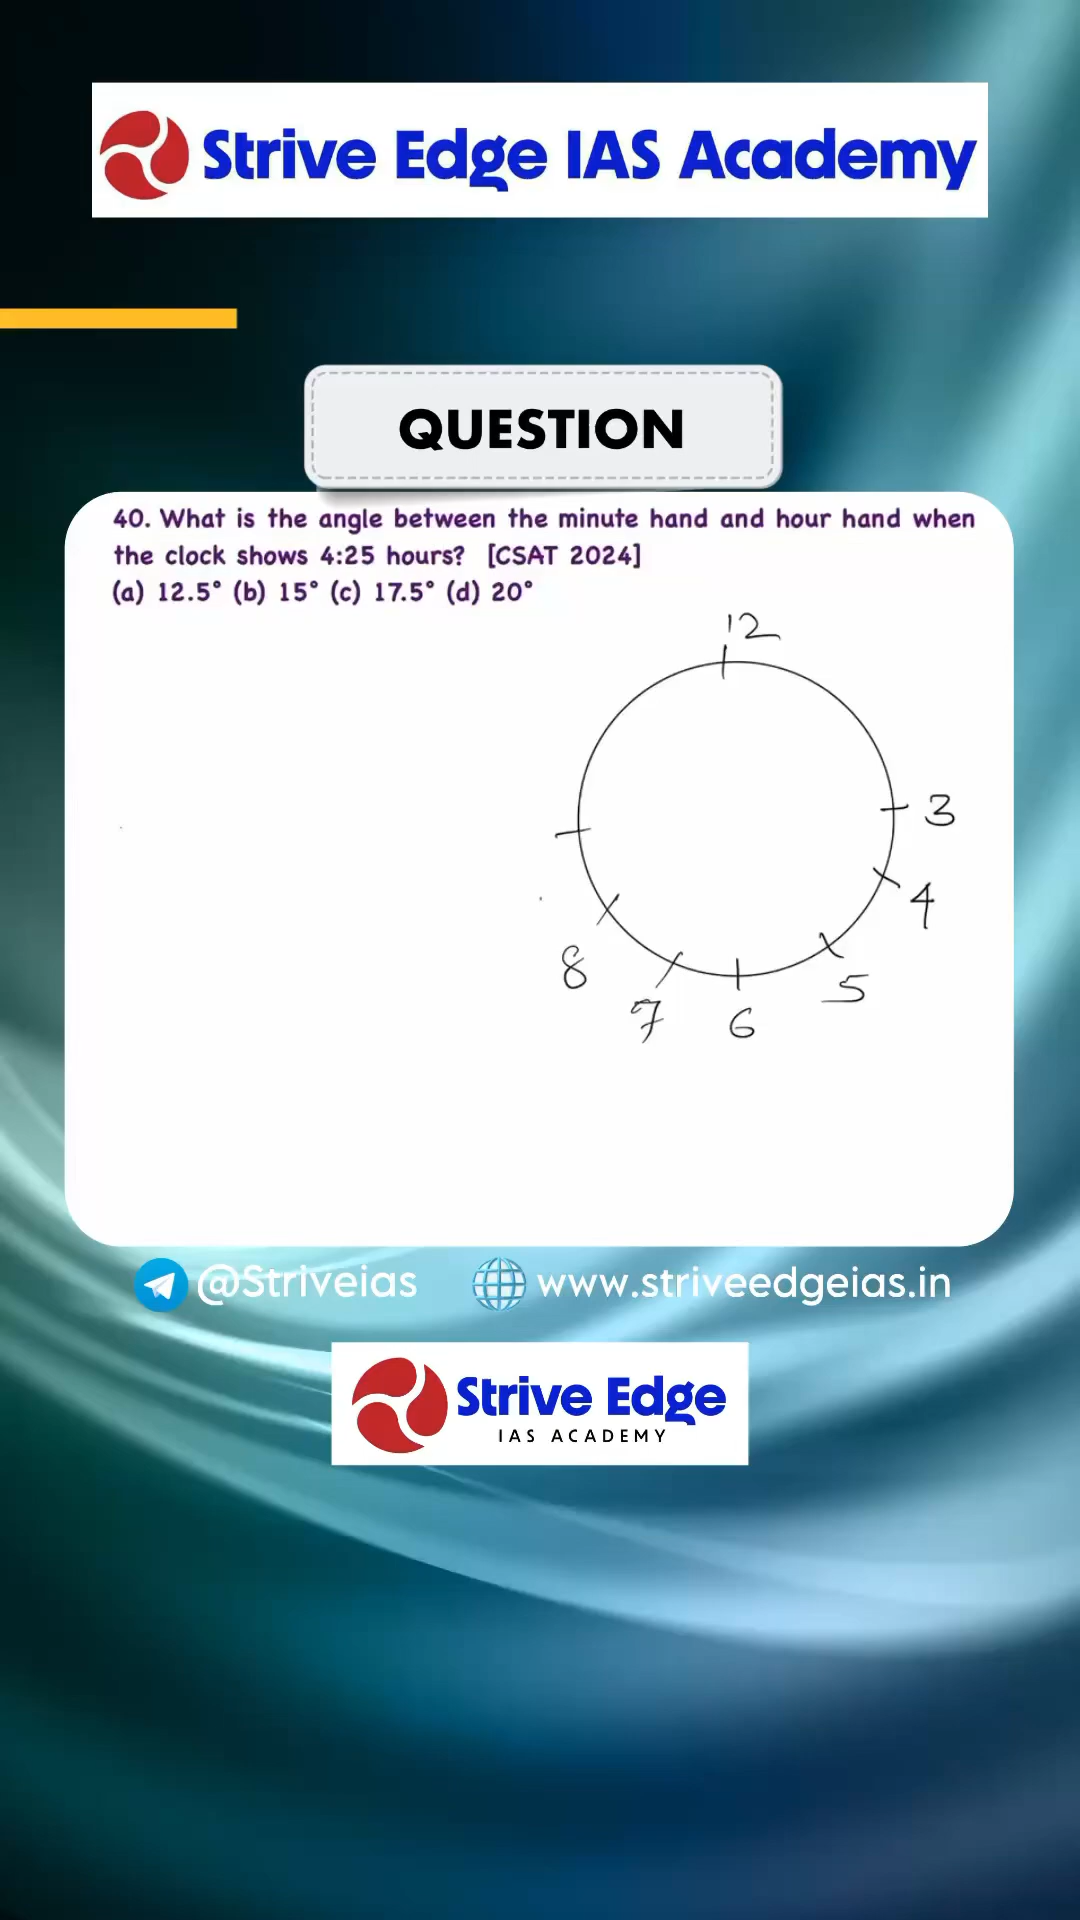 Strive Edge IAS Academy
QUESTION
40. What is the angle between the minute hand and hour hand when
the clock shows 4:25 hours? [CSAT 2024]
(a) 12.5° (b) 15° (c) 17.5° (d) 20°
12
3
4
5
6
7
8
@Striveias
www.striveedgeias.in
Strive Edge
IAS ACADEMY